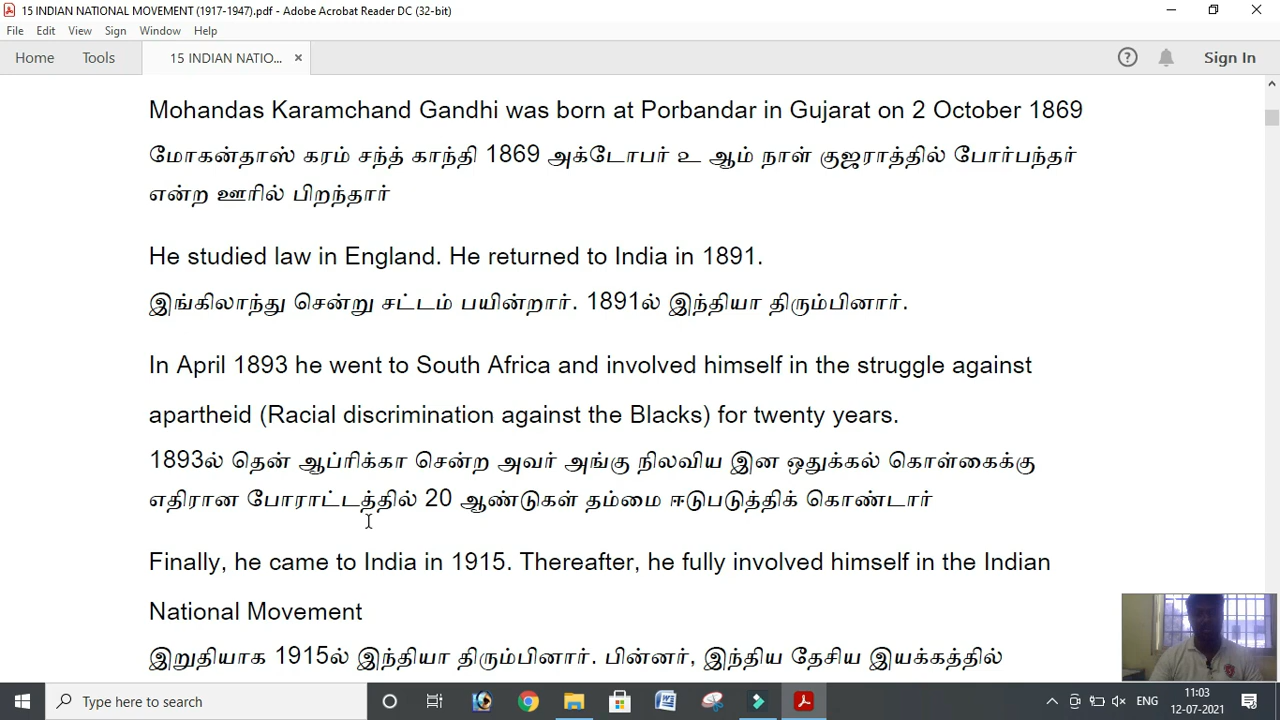 15 INDIAN NATIONAL MOVEMENT (1917-1947).pdf - Adobe Acrobat Reader DC (32-bit)
File Edit View Sign Window Help
Home Tools 15 INDIAN NATIO... × Sign In
Mohandas Karamchand Gandhi was born at Porbandar in Gujarat on 2 October 1869
மோகன்தாஸ் கரம் சந்த் காந்தி 1869 அக்டோபர் உ ஆம் நாள் குஜராத்தில் போர்பந்தர்
என்ற ஊரில் பிறந்தார்
He studied law in England. He returned to India in 1891.
இங்கிலாந்து சென்று சட்டம் பயின்றார். 1891ல் இந்தியா திரும்பினார்.
In April 1893 he went to South Africa and involved himself in the struggle against
apartheid (Racial discrimination against the Blacks) for twenty years.
1893ல் தென் ஆப்ரிக்கா சென்ற அவர் அங்கு நிலவிய இன ஒதுக்கல் கொள்கைக்கு
எதிரான போராட்டத்தில் 20 ஆண்டுகள் தம்மை ஈடுபடுத்திக் கொண்டார்
Finally, he came to India in 1915. Thereafter, he fully involved himself in the Indian
National Movement
இறுதியாக 1915ல் இந்தியா திரும்பினார். பின்னர், இந்திய தேசிய இயக்கத்தில்
Type here to search
ENG
11:03
12-07-2021